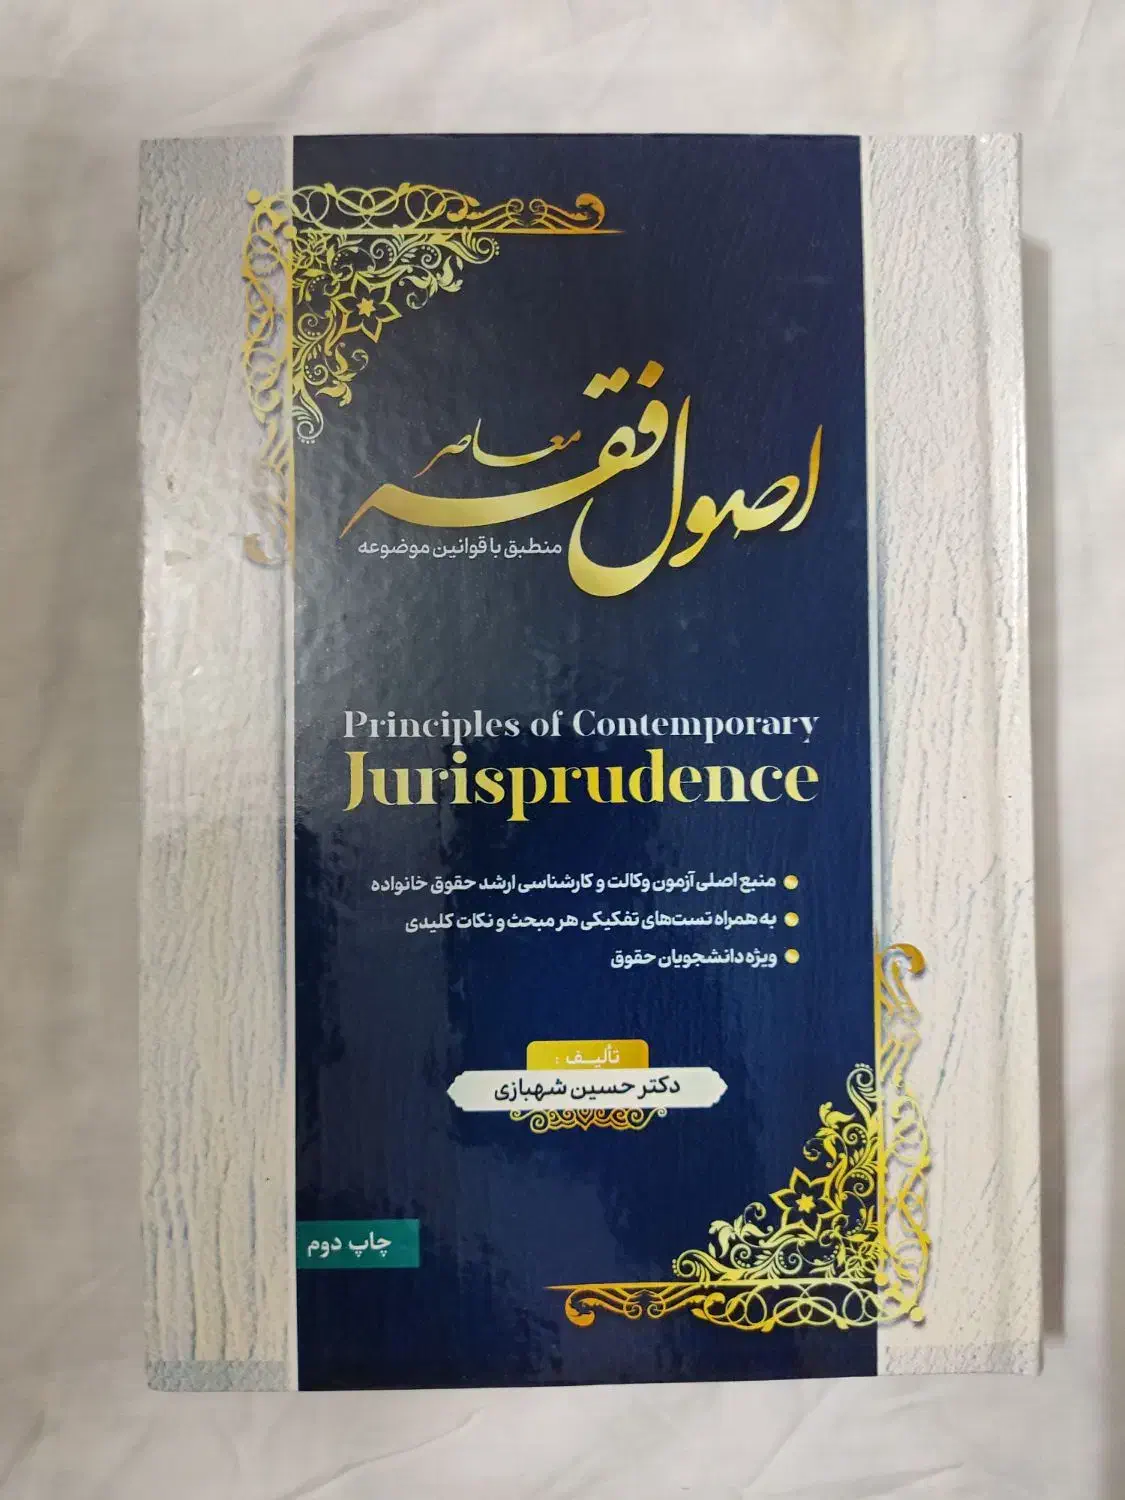 اصول فقه معاصر
منطبق با قوانین موضوعه
Principles of Contemporary
Jurisprudence
منبع اصلی آزمون وکالت و کارشناسی ارشد حقوق خانواده
به همراه تست‌های تفکیکی هر مبحث و نکات کلیدی
ویژه دانشجویان حقوق
تألیـف :
دکتر حسین شهبازی
چاپ دوم